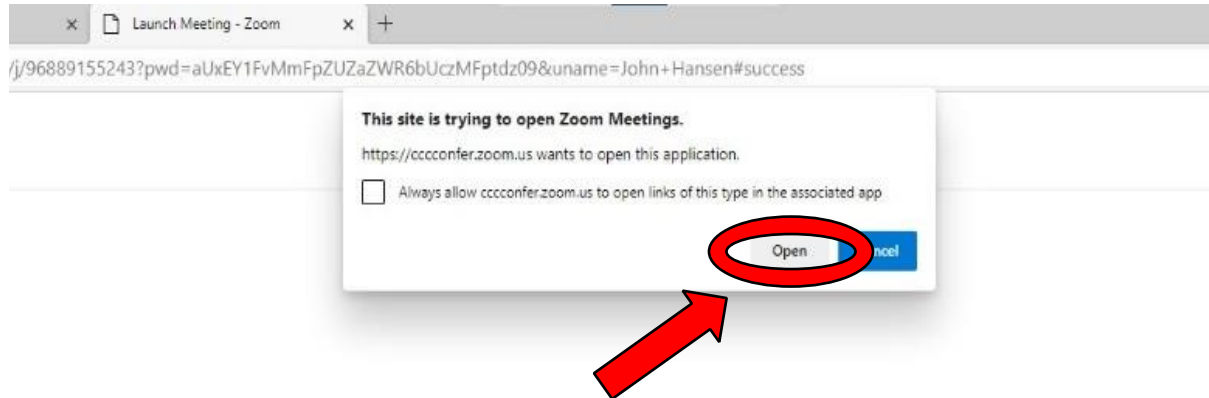 Launch Meeting - Zoom
/j/96889155243?pwd=aUxEY1FvMmFpZUZaZWR6bUczMFptdz09&uname=John+Hansen#success
This site is trying to open Zoom Meetings.
https://cccconfer.zoom.us wants to open this application.
Always allow cccconfer.zoom.us to open links of this type in the associated app
Open ncel